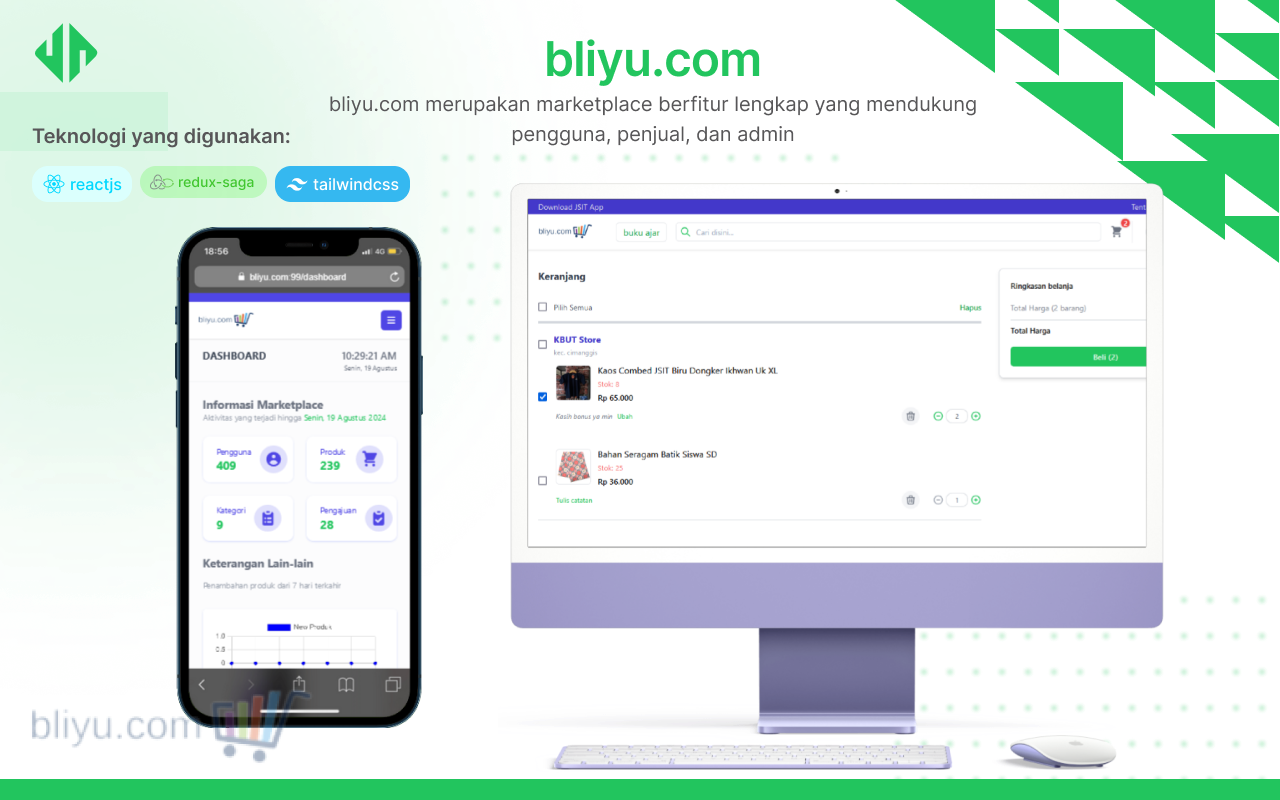 bliyu.com
bliyu.com merupakan marketplace berfitur lengkap yang mendukung
pengguna, penjual, dan admin
Teknologi yang digunakan:
reactjs
redux-saga
tailwindcss
18:56
4G
bliyu.com:99/dashboard
bliyu.com
DASHBOARD
10:29:21 AM
Senin, 19 Agustus
Informasi Marketplace
Aktivitas yang terjadi hingga Senin, 19 Agustus 2024
Pengguna
409
Produk
239
Kategori
9
Pengajuan
28
Keterangan Lain-lain
Penambahan produk dari 7 hari terkahir
New Produk
1.0
0.5
0
bliyu.com
Download JSIT App
Tent
bliyu.com
buku ajar
Cari disini...
2
Keranjang
Pilih Semua
Hapus
KBUT Store
kec. cimanggis
Kaos Combed JSIT Biru Dongker Ikhwan Uk XL
Stok: 8
Rp 65.000
Kasih bonus ya min Ubah
2
Bahan Seragam Batik Siswa SD
Stok: 25
Rp 36.000
Tulis catatan
1
Ringkasan belanja
Total Harga (2 barang)
Total Harga
Beli (2)